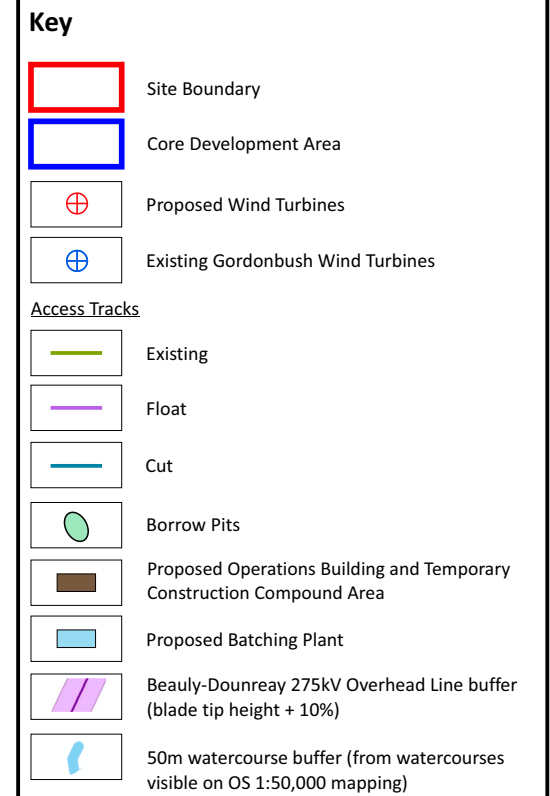 Key
Site Boundary
Core Development Area
Proposed Wind Turbines
Existing Gordonbush Wind Turbines
Access Tracks
Existing
Float
Cut
Borrow Pits
Proposed Operations Building and Temporary
Construction Compound Area
Proposed Batching Plant
Beauly-Dounreay 275kV Overhead Line buffer
(blade tip height + 10%)
50m watercourse buffer (from watercourses
visible on OS 1:50,000 mapping)